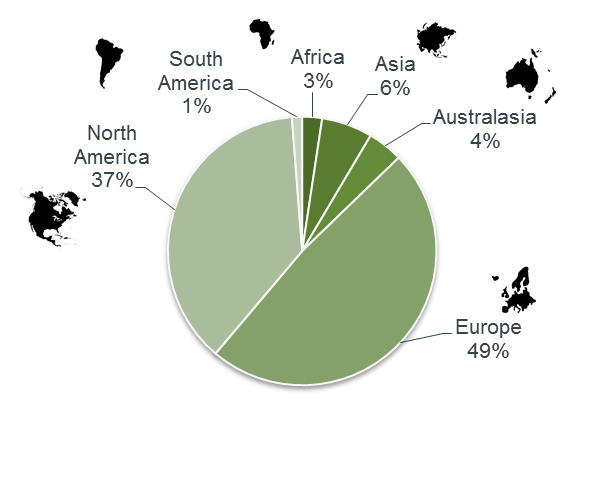 South
America
1%
Africa
3%
Asia
6%
Australasia
4%
North
America
37%
Europe
49%